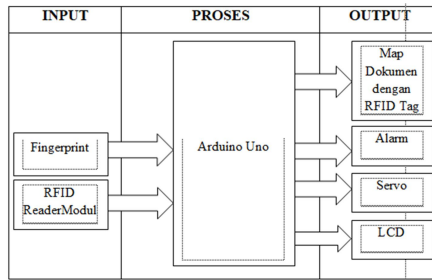 INPUT
PROSES
OUTPUT
Fingerprint
RFID
ReaderModul
Arduino Uno
Map
Dokumen
dengan
RFID Tag
Alarm
Servo
LCD